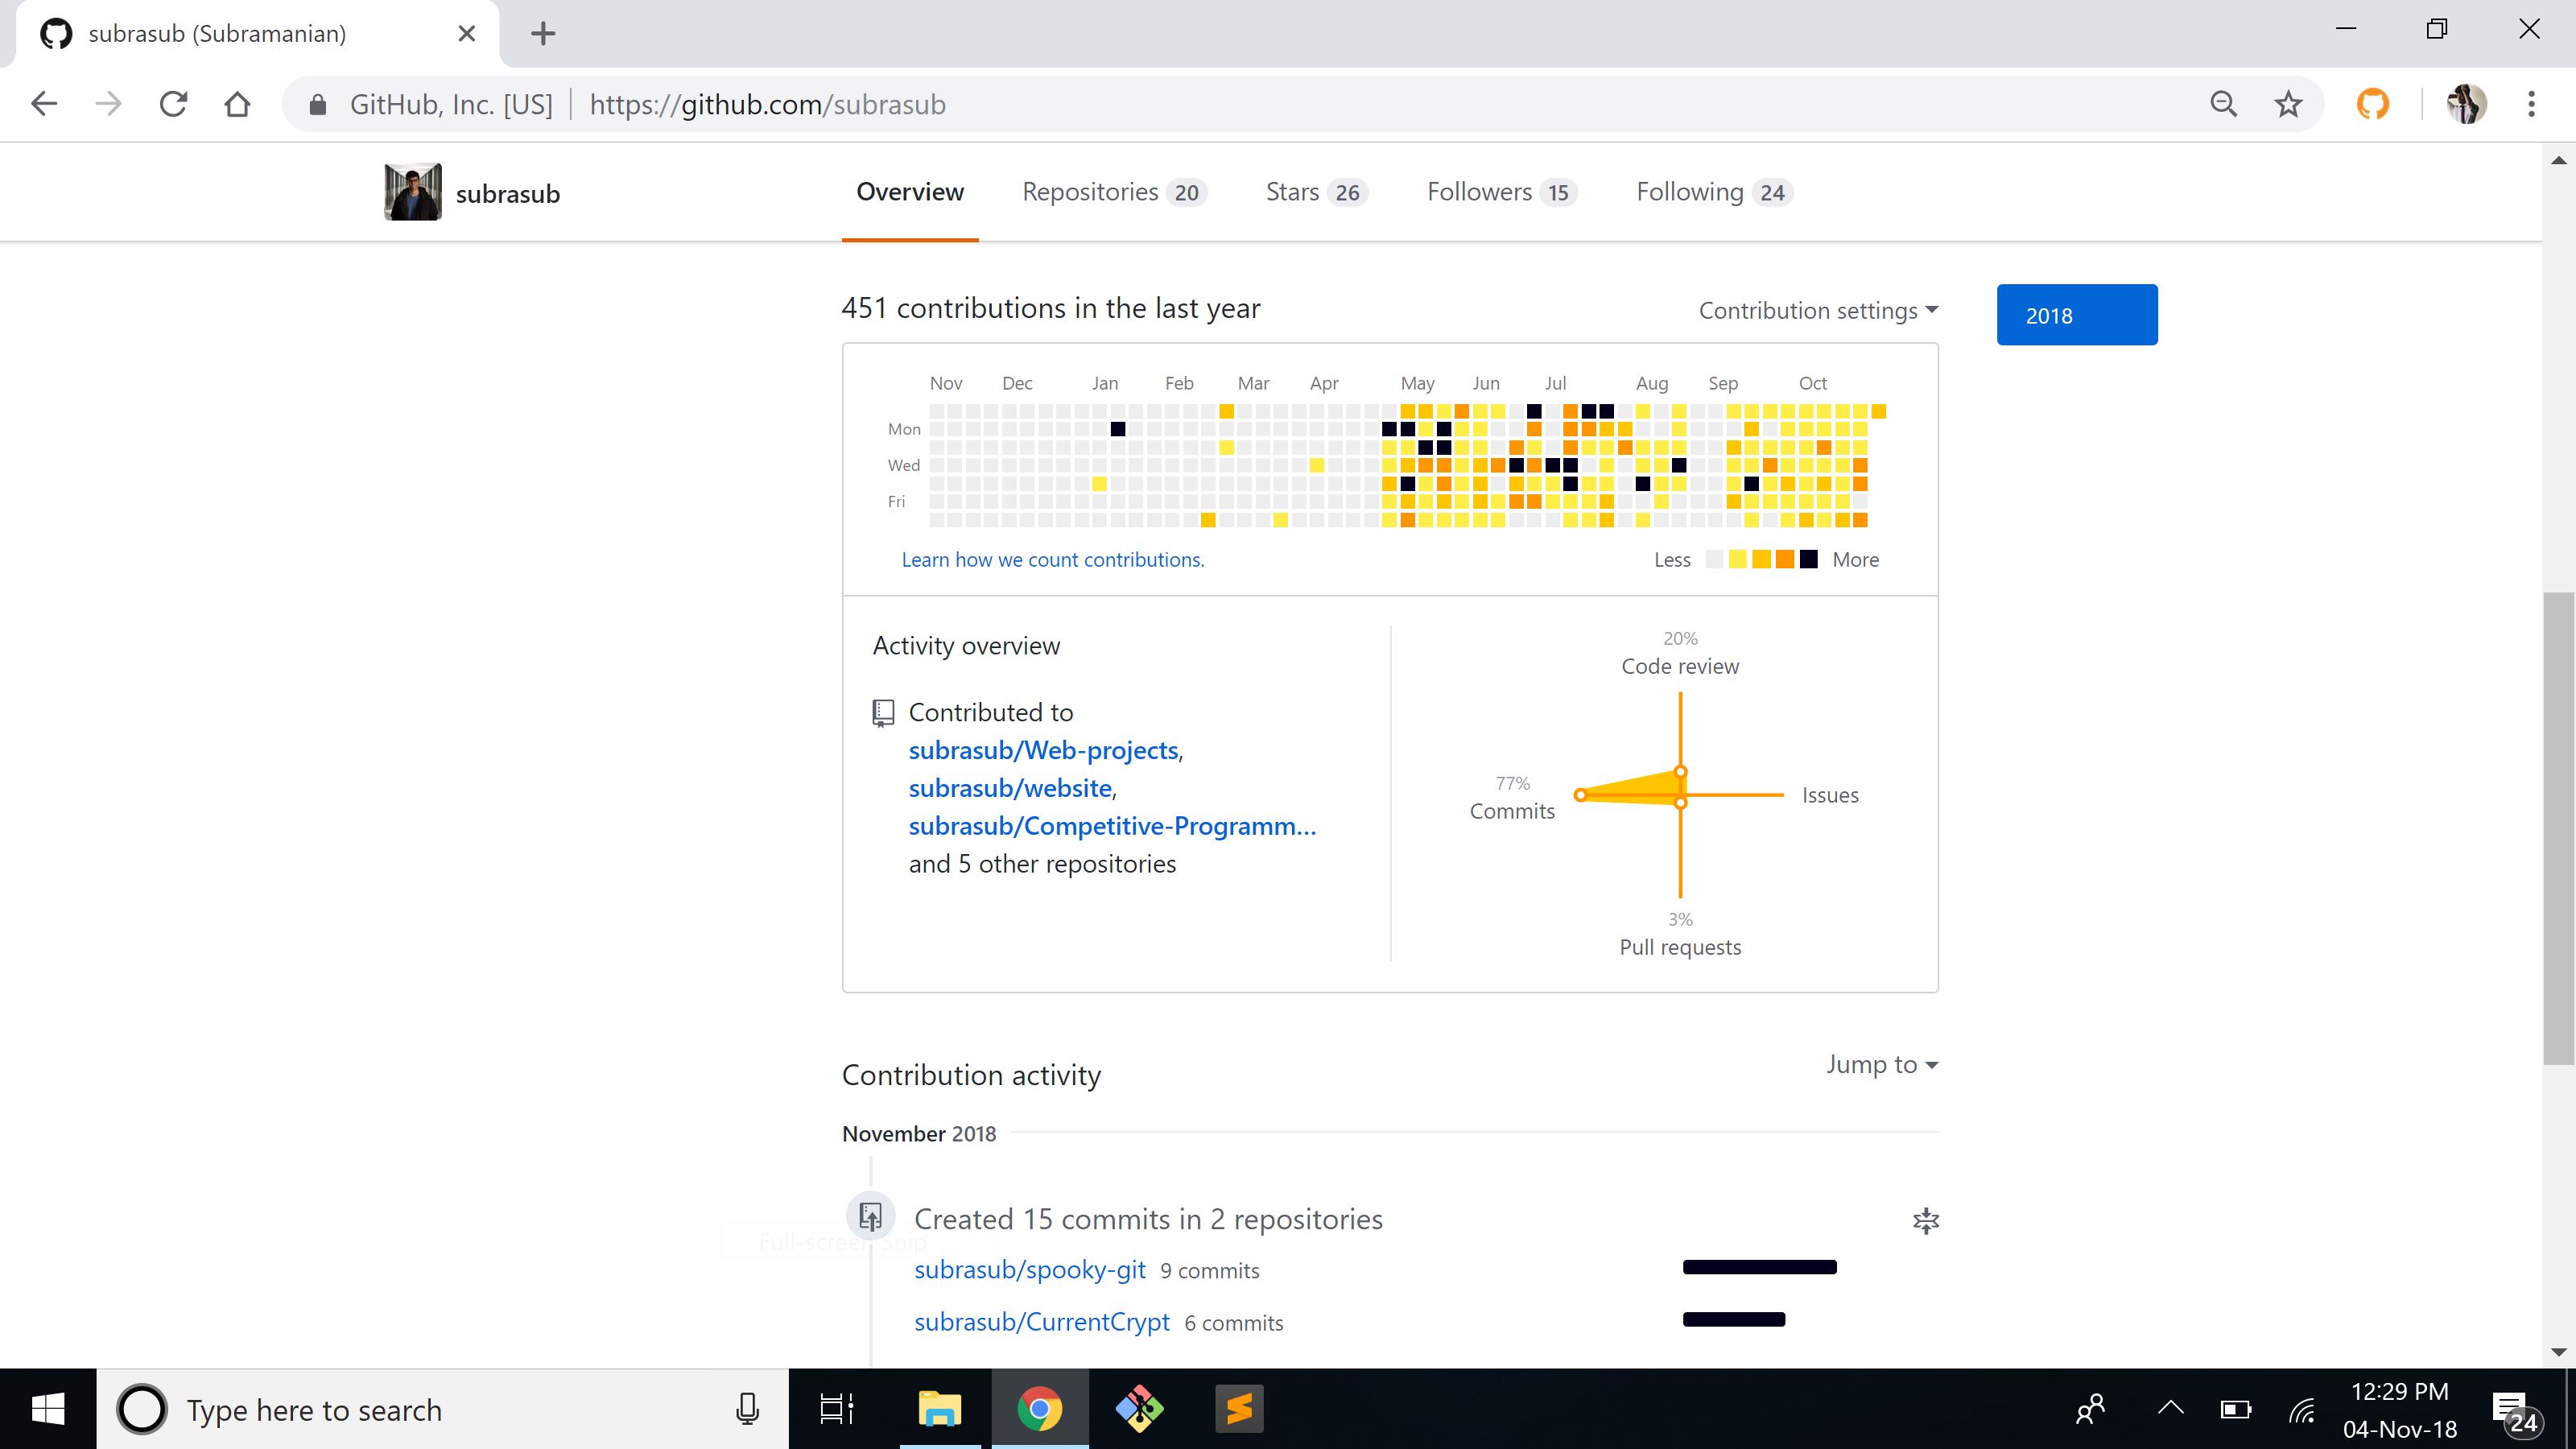 subrasub (Subramanian)
GitHub, Inc. [US] https://github.com/subrasub
subrasub Overview Repositories 20 Stars 26 Followers 15 Following 24
451 contributions in the last year Contribution settings 2018
Nov Dec Jan Feb Mar Apr May Jun Jul Aug Sep Oct
Mon
Wed
Fri
Learn how we count contributions. Less More
Activity overview
Contributed to
subrasub/Web-projects,
subrasub/website,
subrasub/Competitive-Programm...
and 5 other repositories
20%
Code review
77%
Commits
Issues
3%
Pull requests
Contribution activity Jump to
November 2018
Created 15 commits in 2 repositories
Full-screen Snip
subrasub/spooky-git 9 commits
subrasub/CurrentCrypt 6 commits
Type here to search
12:29 PM
04-Nov-18
24